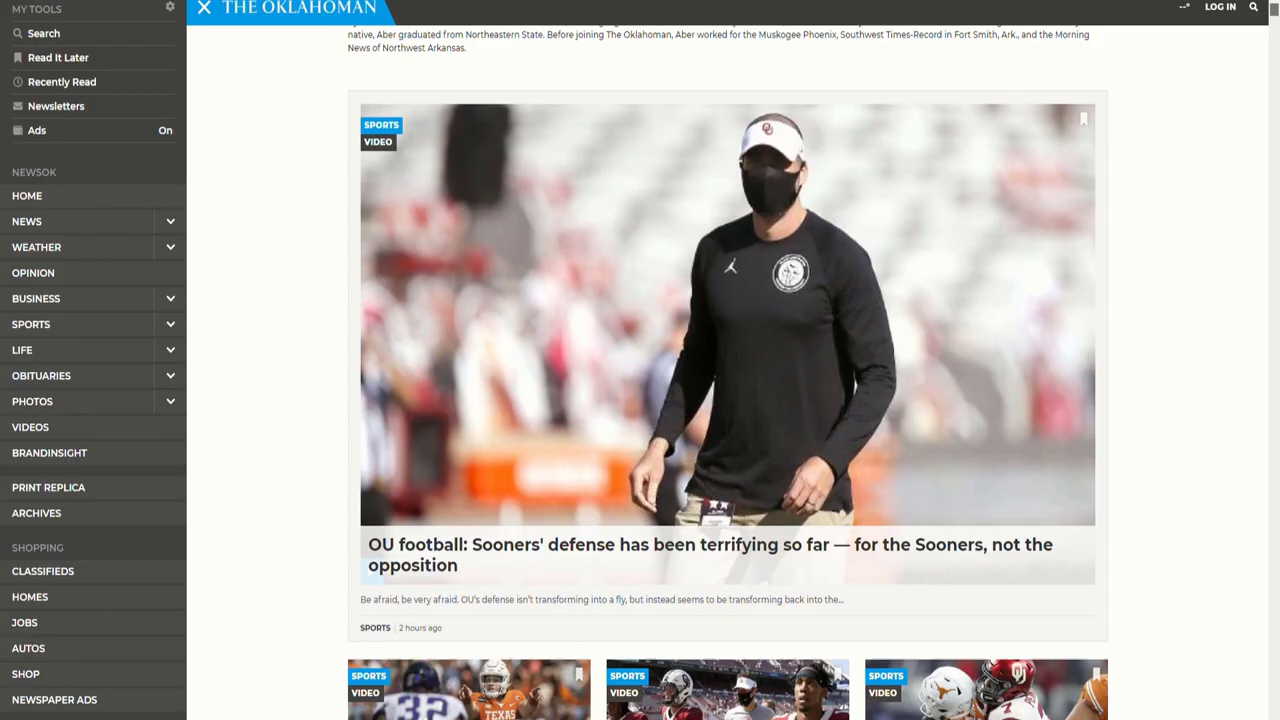 MY TOOLS
Search
Read It Later
Recently Read
Newsletters
Ads On
NEWSOK
HOME
NEWS
WEATHER
OPINION
BUSINESS
SPORTS
LIFE
OBITUARIES
PHOTOS
VIDEOS
BRANDINSIGHT
PRINT REPLICA
ARCHIVES
SHOPPING
CLASSIFIEDS
HOMES
JOBS
AUTOS
SHOP
NEWSPAPER ADS
THE OKLAHOMAN
--° LOG IN
native, Aber graduated from Northeastern State. Before joining The Oklahoman, Aber worked for the Muskogee Phoenix, Southwest Times-Record in Fort Smith, Ark., and the Morning
News of Northwest Arkansas.
SPORTS
VIDEO
OU football: Sooners' defense has been terrifying so far — for the Sooners, not the
opposition
Be afraid, be very afraid. OU's defense isn't transforming into a fly, but instead seems to be transforming back into the...
SPORTS | 2 hours ago
SPORTS
VIDEO
32
TEXAS
SPORTS
VIDEO
SPORTS
VIDEO
7